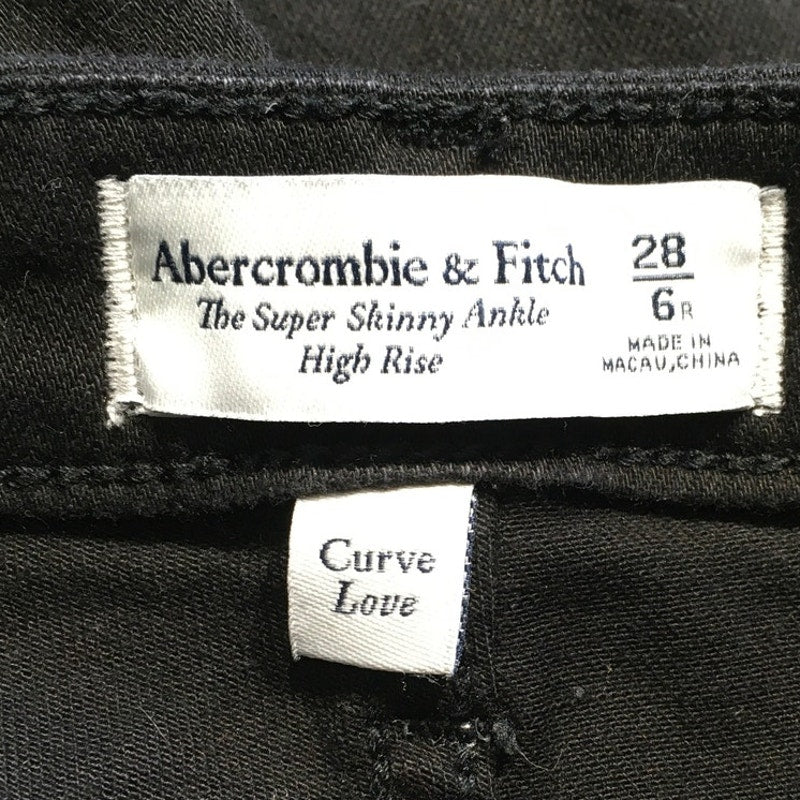 Abercrombie & Fitch
The Super Skinny Ankle
High Rise
28
6R
MADE IN
MACAU,CHINA
Curve
Love